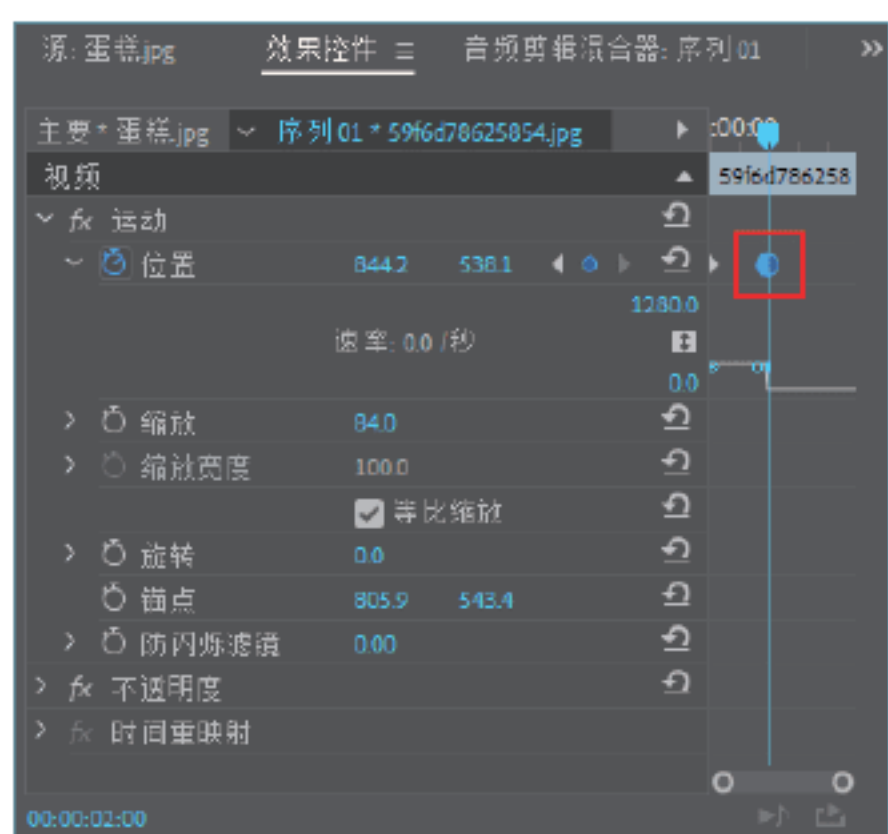 源: 蛋糕.jpg 效果控件 音频剪辑混合器: 序列 01
主要 * 蛋糕.jpg 序列 01 * 59f6d78625854.jpg :00:00
视频 59f6d786258
fx 运动
位置 844.2 538.1
1280.0
速率: 0.0 /秒
0.0
缩放 84.0
缩放宽度 100.0
等比缩放
旋转 0.0
锚点 805.9 543.4
防闪烁滤镜 0.00
fx 不透明度
fx 时间重映射
00:00:02:00